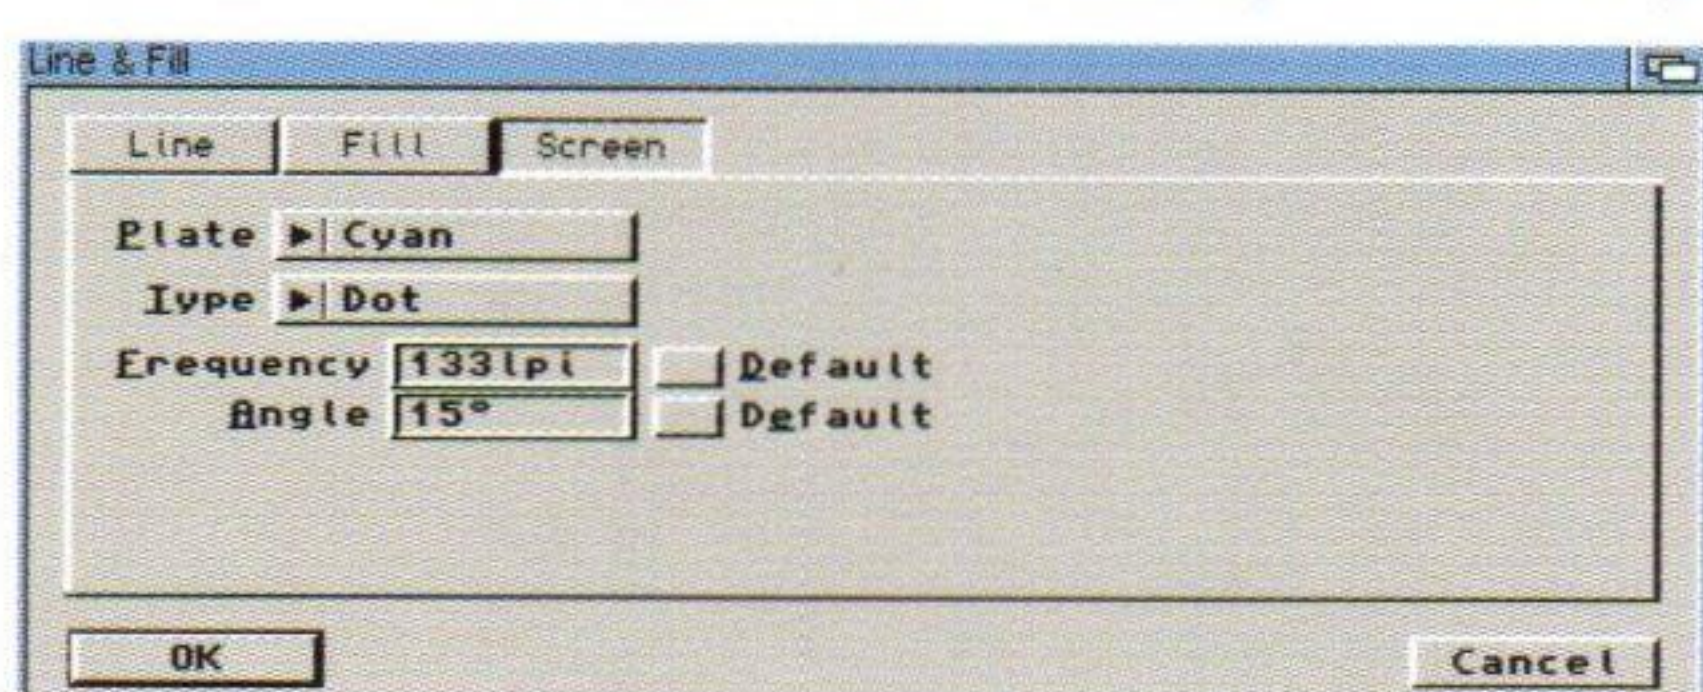 Line & Fill
Line Fill Screen
Plate Cyan
Type Dot
Frequency 133lpi Default
Angle 15° Default
OK Cancel